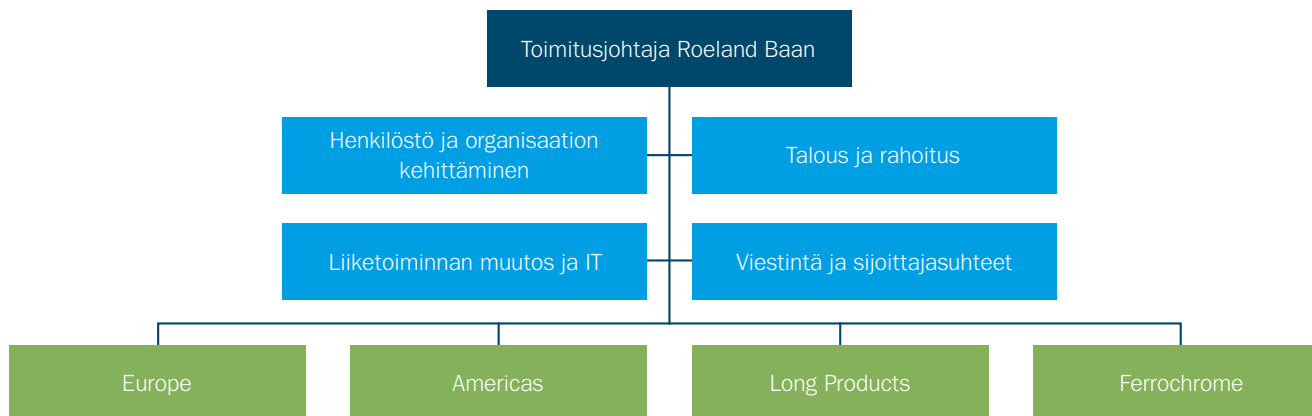 Toimitusjohtaja Roeland Baan
Henkilöstö ja organisaation
kehittäminen
Talous ja rahoitus
Liiketoiminnan muutos ja IT
Viestintä ja sijoittajasuhteet
Europe
Americas
Long Products
Ferrochrome